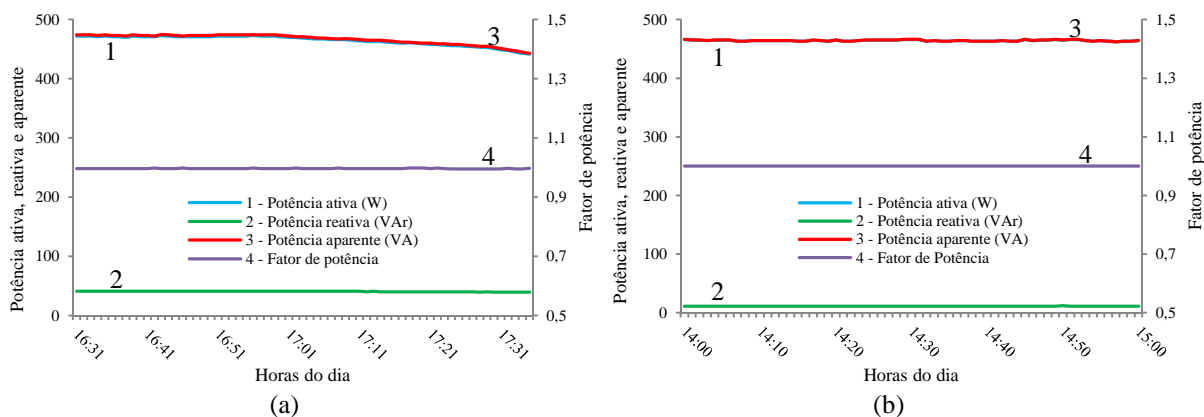 Potência ativa, reativa e aparente
500
400
300
200
100
0
1
3
4
2
1 - Potência ativa (W)
2 - Potência reativa (VAr)
3 - Potência aparente (VA)
4 - Fator de potência
1,5
1,3
1,1
0,9
0,7
0,5
Fator de potência
16:31
16:41
16:51
17:01
17:11
17:21
17:31
Horas do dia
(a)
Potência ativa, reativa e aparente
500
400
300
200
100
0
1
3
4
2
1 - Potência ativa (W)
2 - Potência reativa (VAr)
3 - Potência aparente (VA)
4 - Fator de Potência
1,5
1,3
1,1
0,9
0,7
0,5
Fator de potência
14:00
14:10
14:20
14:30
14:40
14:50
15:00
Horas do dia
(b)